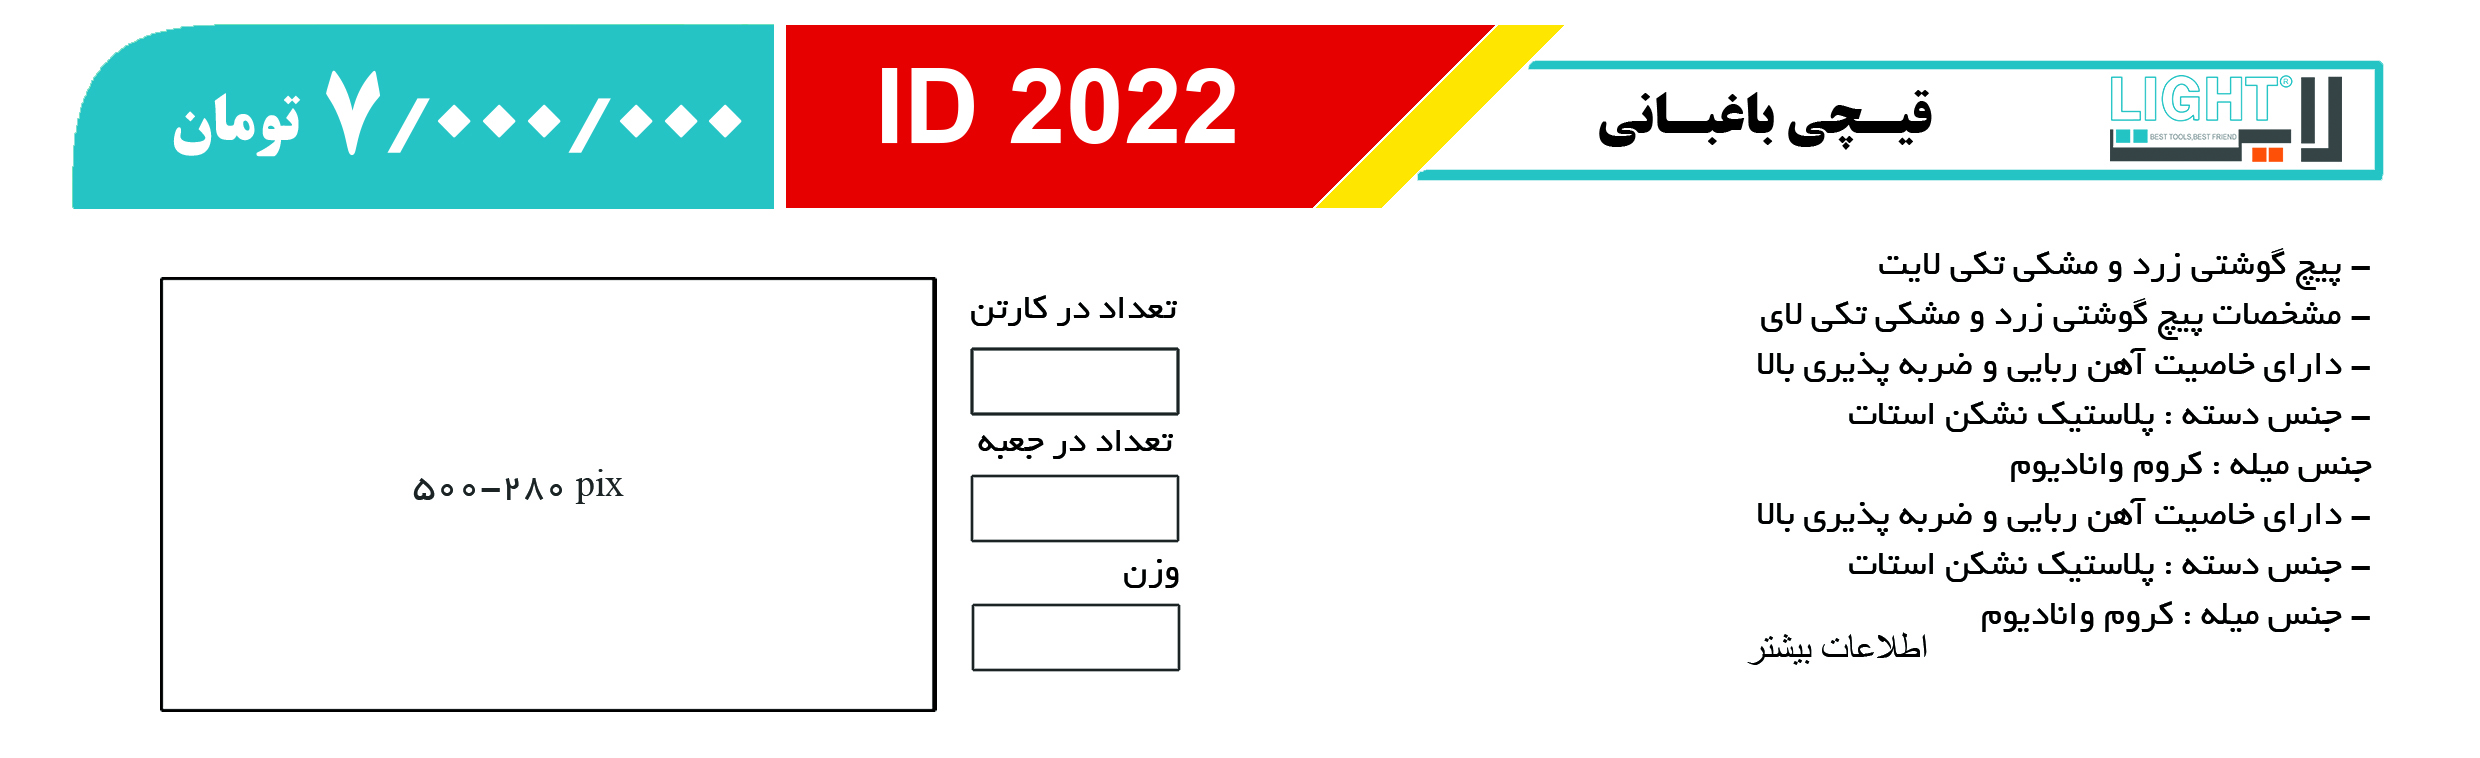 LIGHT®
BEST TOOLS,BEST FRIEND
لایت
قیـــچی باغبـــانی
ID 2022
۷/۰۰۰/۰۰۰ تومان
– پیچ گوشتی زرد و مشکی تکی لایت
– مشخصات پیچ گوشتی زرد و مشکی تکی لای
– دارای خاصیت آهن ربایی و ضربه پذیری بالا
– جنس دسته : پلاستیک نشکن استات
جنس میله : کروم وانادیوم
– دارای خاصیت آهن ربایی و ضربه پذیری بالا
– جنس دسته : پلاستیک نشکن استات
– جنس میله : کروم وانادیوم
اطلاعات بیشتر
تعداد در کارتن
تعداد در جعبه
وزن
۵۰۰–۲۸۰ pix